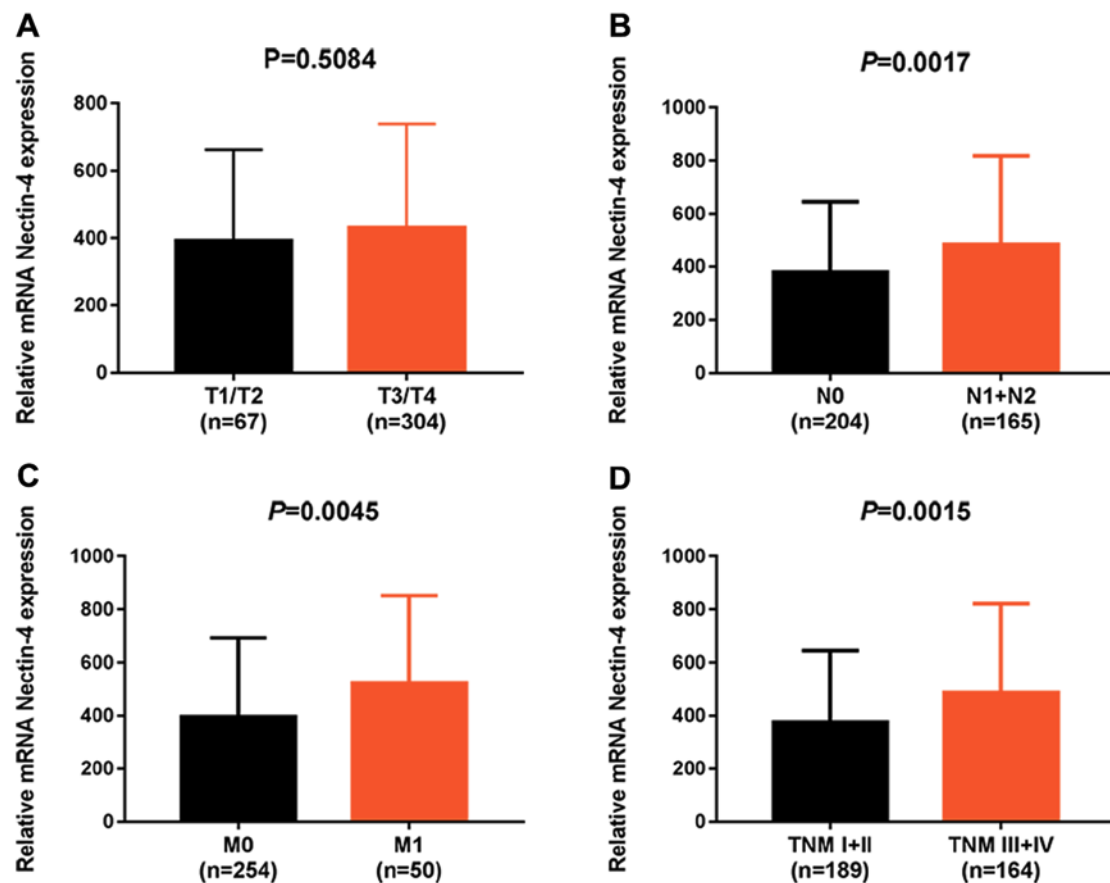 A
P=0.5084
Relative mRNA Nectin-4 expression
800
600
400
200
0
T1/T2
(n=67)
T3/T4
(n=304)
B
P=0.0017
Relative mRNA Nectin-4 expression
1000
800
600
400
200
0
N0
(n=204)
N1+N2
(n=165)
C
P=0.0045
Relative mRNA Nectin-4 expression
1000
800
600
400
200
0
M0
(n=254)
M1
(n=50)
D
P=0.0015
Relative mRNA Nectin-4 expression
1000
800
600
400
200
0
TNM I+II
(n=189)
TNM III+IV
(n=164)